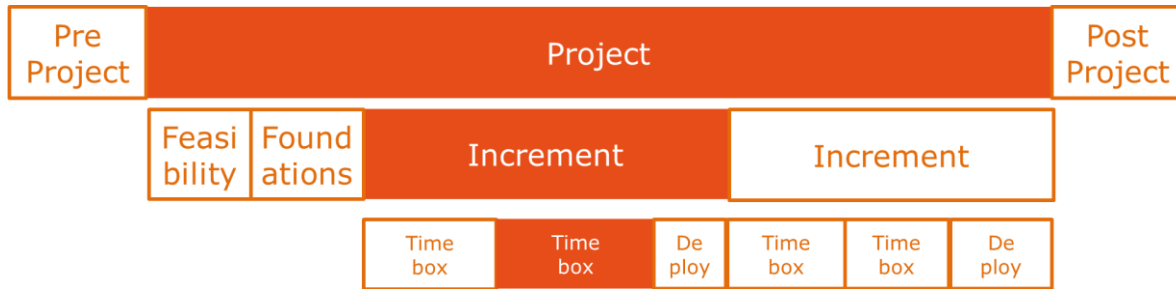 Pre
Project
Project
Post
Project
Feasi
bility
Found
ations
Increment
Increment
Time
box
Time
box
De
ploy
Time
box
Time
box
De
ploy